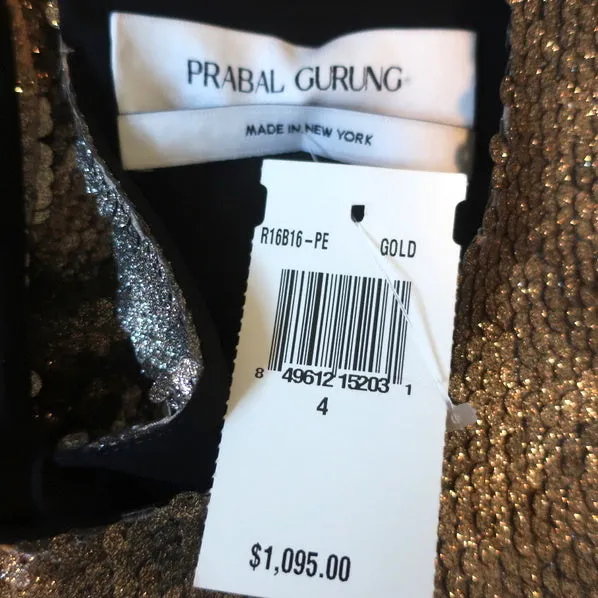 PRABAL GURUNG
MADE IN NEW YORK
R16B16-PE GOLD
8 49612 15203 1
4
$1,095.00